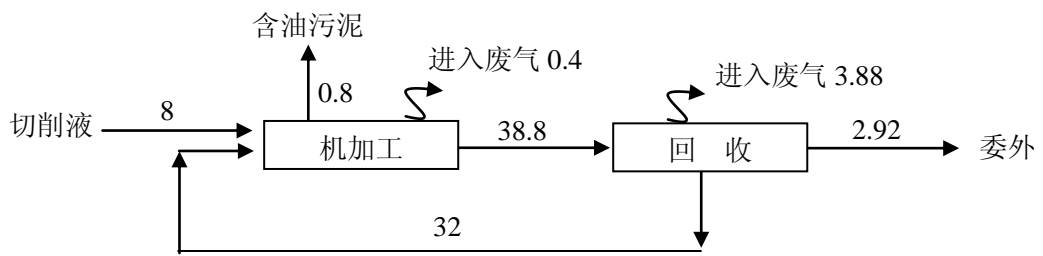 含油污泥
进入废气 0.4
进入废气 3.88
切削液
8
0.8
机加工
38.8
回 收
2.92
委外
32